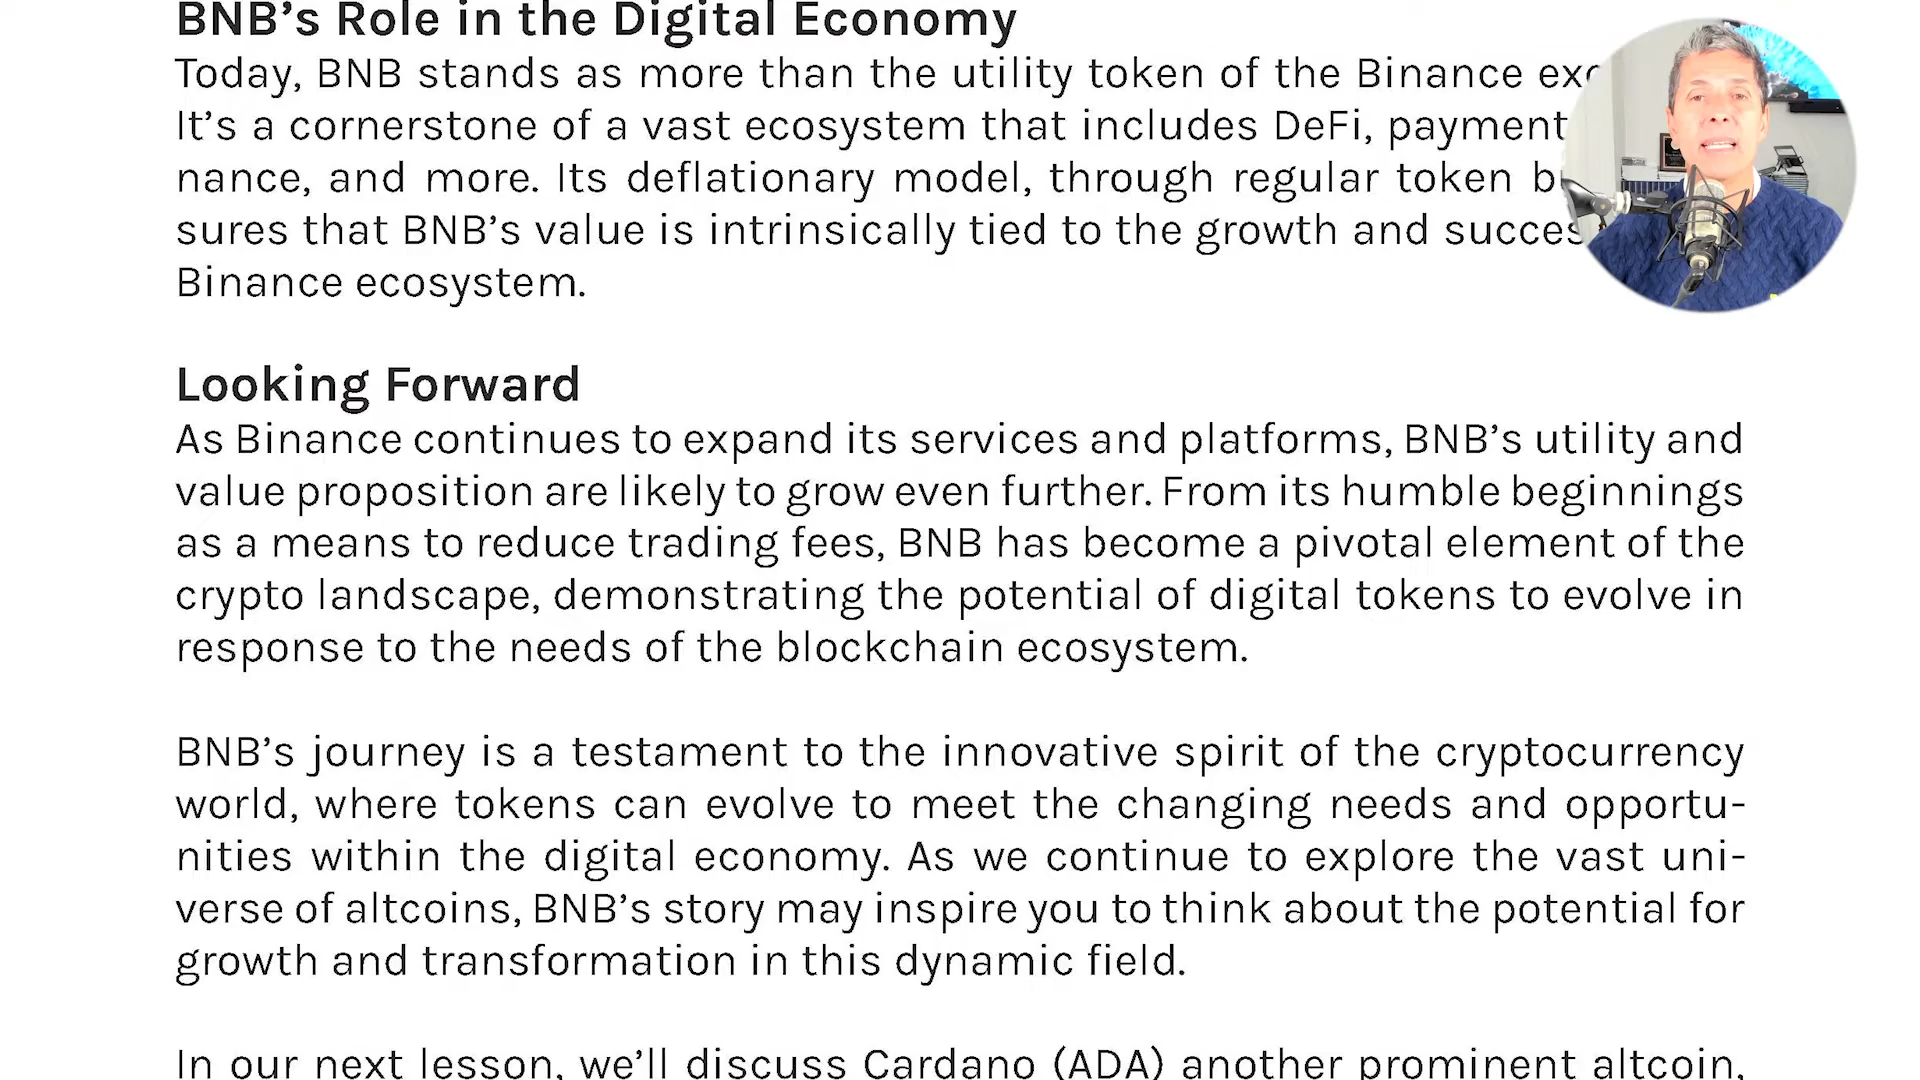 BNB’s Role in the Digital Economy
Today, BNB stands as more than the utility token of the Binance
It’s a cornerstone of a vast ecosystem that includes DeFi, payment
nance, and more. Its deflationary model, through regular token
sures that BNB’s value is intrinsically tied to the growth and
Binance ecosystem.
Looking Forward
As Binance continues to expand its services and platforms, BNB’s utility and
value proposition are likely to grow even further. From its humble beginnings
as a means to reduce trading fees, BNB has become a pivotal element of the
crypto landscape, demonstrating the potential of digital tokens to evolve in
response to the needs of the blockchain ecosystem.
BNB’s journey is a testament to the innovative spirit of the cryptocurrency
world, where tokens can evolve to meet the changing needs and opportu-
nities within the digital economy. As we continue to explore the vast uni-
verse of altcoins, BNB’s story may inspire you to think about the potential for
growth and transformation in this dynamic field.
In our next lesson, we’ll discuss Cardano (ADA) another prominent altcoin,